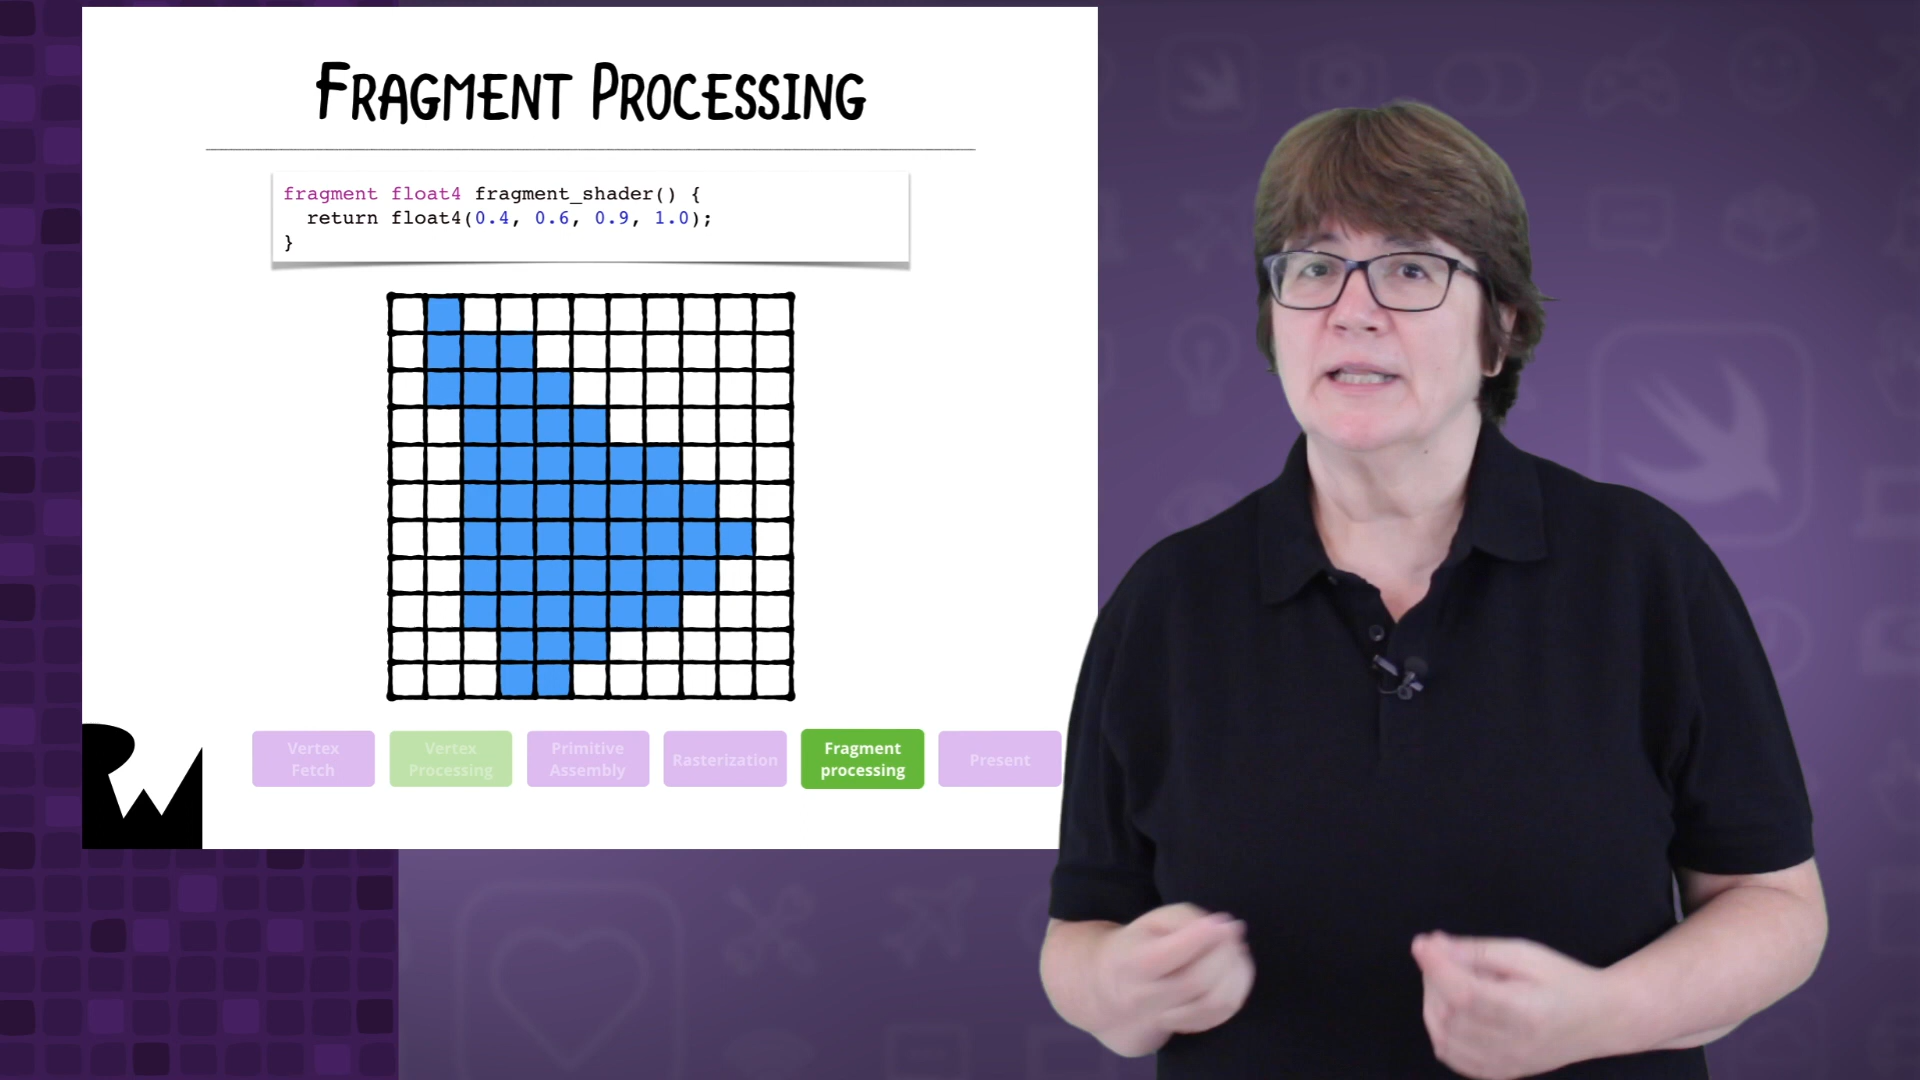 FRAGMENT PROCESSING
fragment float4 fragment_shader() {
  return float4(0.4, 0.6, 0.9, 1.0);
}
Vertex
Fetch
Vertex
Processing
Primitive
Assembly
Rasterization
Fragment
processing
Present